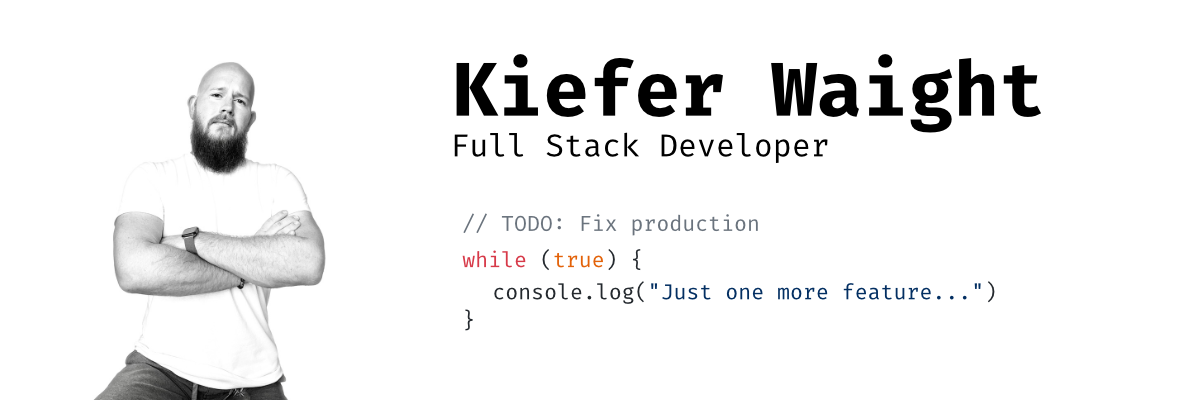 Kiefer Waight
Full Stack Developer
// TODO: Fix production
while (true) {
console.log("Just one more feature...")
}